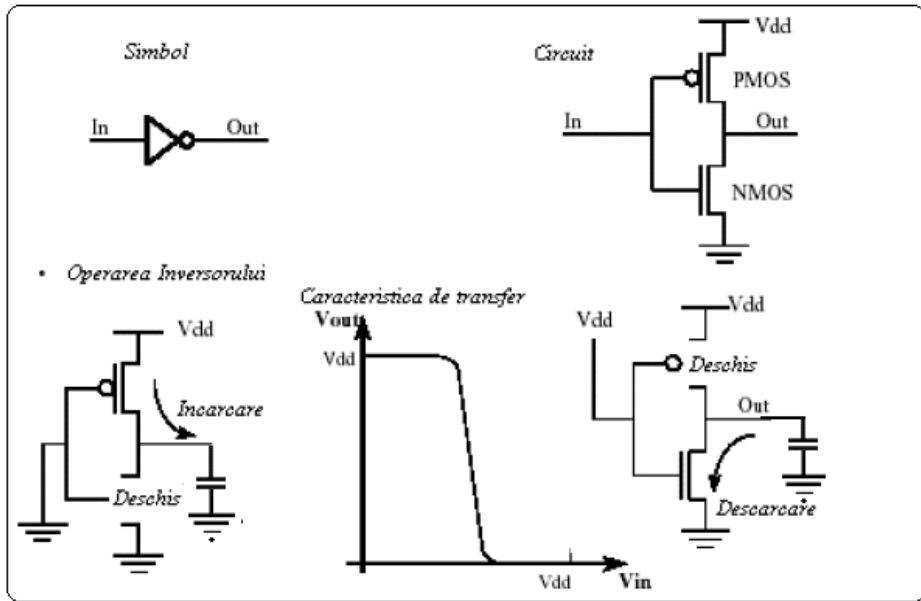 Simbol
In
Out
Circuit
Vdd
PMOS
In
Out
NMOS
• Operarea Inversorului
Vdd
Incarcare
Deschis
Caracteristica de transfer
Vout
Vdd
Vdd
Vin
Vdd
Vdd
Deschis
Out
Descarcare